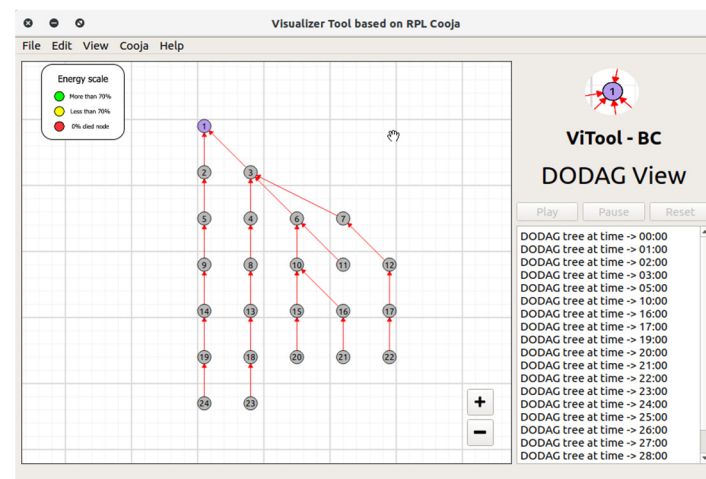 Visualizer Tool based on RPL Cooja
File Edit View Cooja Help
Energy scale
More than 70%
Less than 70%
0% died node
1
2 3
5 4 6 7
9 8 10 11 12
14 13 15 16 17
19 18 20 21 22
24 23
+
−
1
ViTool - BC
DODAG View
Play Pause Reset
DODAG tree at time -> 00:00
DODAG tree at time -> 01:00
DODAG tree at time -> 02:00
DODAG tree at time -> 03:00
DODAG tree at time -> 05:00
DODAG tree at time -> 10:00
DODAG tree at time -> 16:00
DODAG tree at time -> 17:00
DODAG tree at time -> 19:00
DODAG tree at time -> 20:00
DODAG tree at time -> 21:00
DODAG tree at time -> 22:00
DODAG tree at time -> 23:00
DODAG tree at time -> 24:00
DODAG tree at time -> 25:00
DODAG tree at time -> 26:00
DODAG tree at time -> 27:00
DODAG tree at time -> 28:00